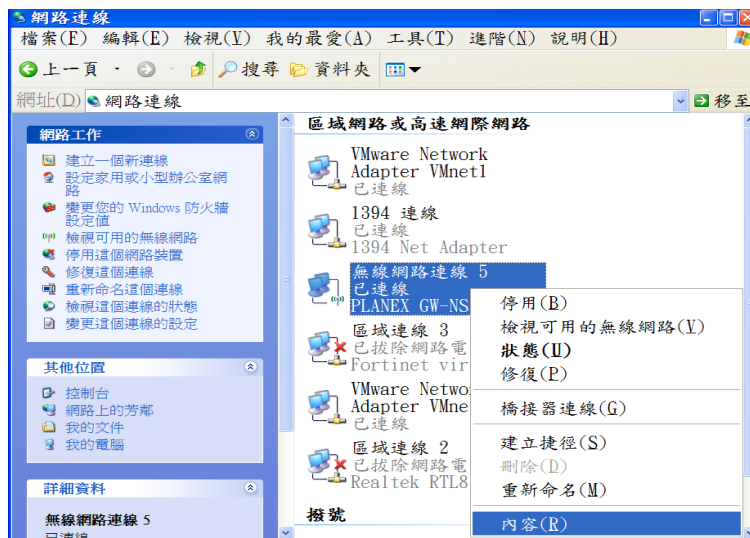 網路連線
檔案(F) 編輯(E) 檢視(V) 我的最愛(A) 工具(T) 進階(N) 說明(H)
上一頁 搜尋 資料夾
網址(D) 網路連線 移至
網路工作
建立一個新連線
設定家用或小型辦公室網
路
變更您的 Windows 防火牆
設定值
檢視可用的無線網路
停用這個網路裝置
修復這個連線
重新命名這個連線
檢視這個連線的狀態
變更這個連線的設定
其他位置
控制台
網路上的芳鄰
我的文件
我的電腦
詳細資料
無線網路連線 5
已連線
區域網路或高速網際網路
VMware Network
Adapter VMnet1
已連線
1394 連線
已連線
1394 Net Adapter
無線網路連線 5
已連線
PLANEX GW-NS
區域連線 3
已拔除網路電
Fortinet vir
VMware Netwo
Adapter VMne
已連線
區域連線 2
已拔除網路電
Realtek RTL8
撥號
停用(B)
檢視可用的無線網路(V)
狀態(U)
修復(P)
橋接器連線(G)
建立捷徑(S)
刪除(D)
重新命名(M)
內容(R)